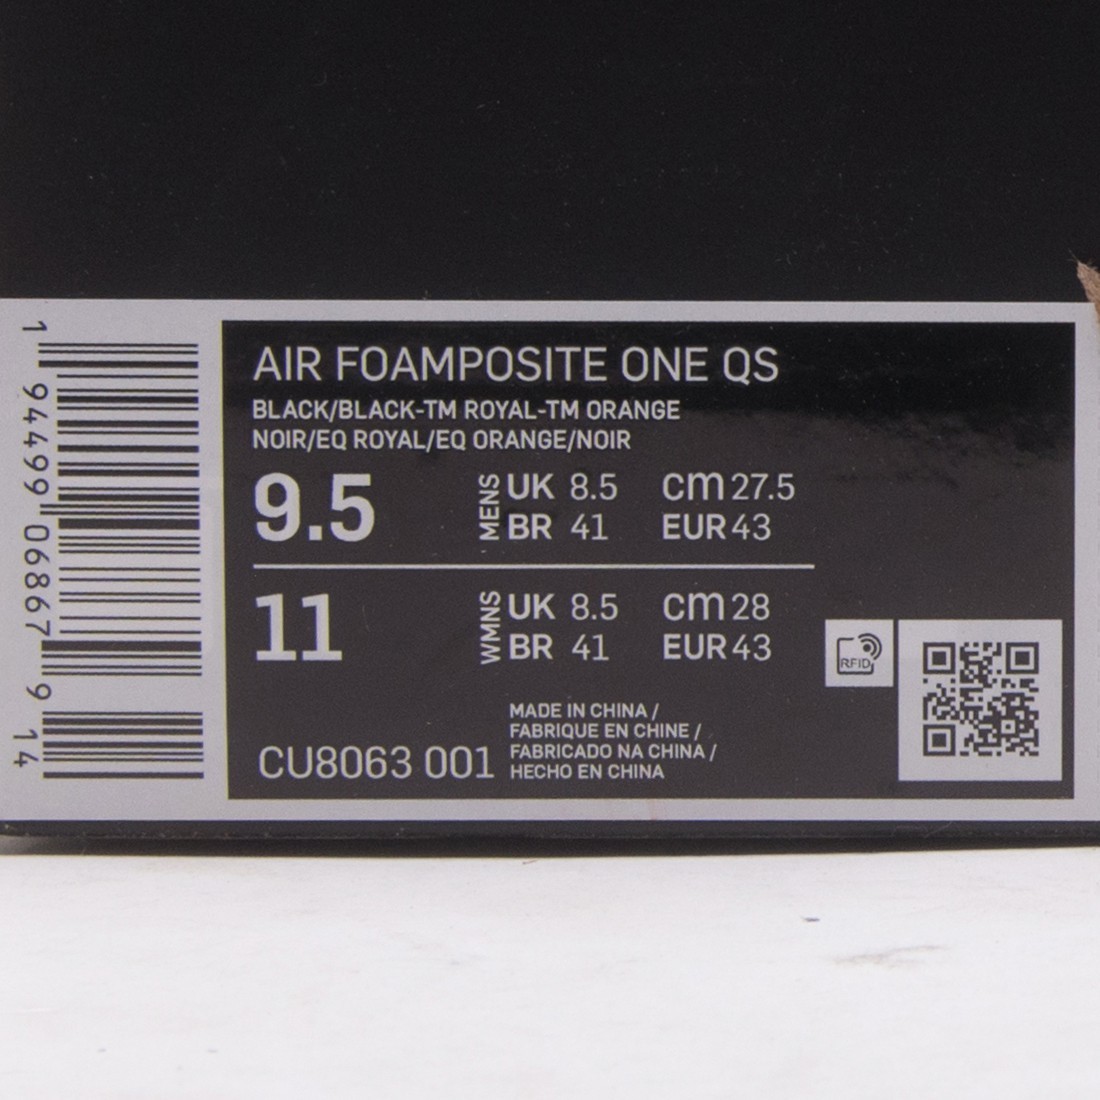 AIR FOAMPOSITE ONE QS
BLACK/BLACK-TM ROYAL-TM ORANGE
NOIR/EQ ROYAL/EQ ORANGE/NOIR
9.5 MENS UK 8.5 cm 27.5
BR 41 EUR 43
11 WMNS UK 8.5 cm 28
BR 41 EUR 43
RFID
MADE IN CHINA /
FABRIQUE EN CHINE /
FABRICADO NA CHINA /
HECHO EN CHINA
CU8063 001
1 94499 06867 9 14